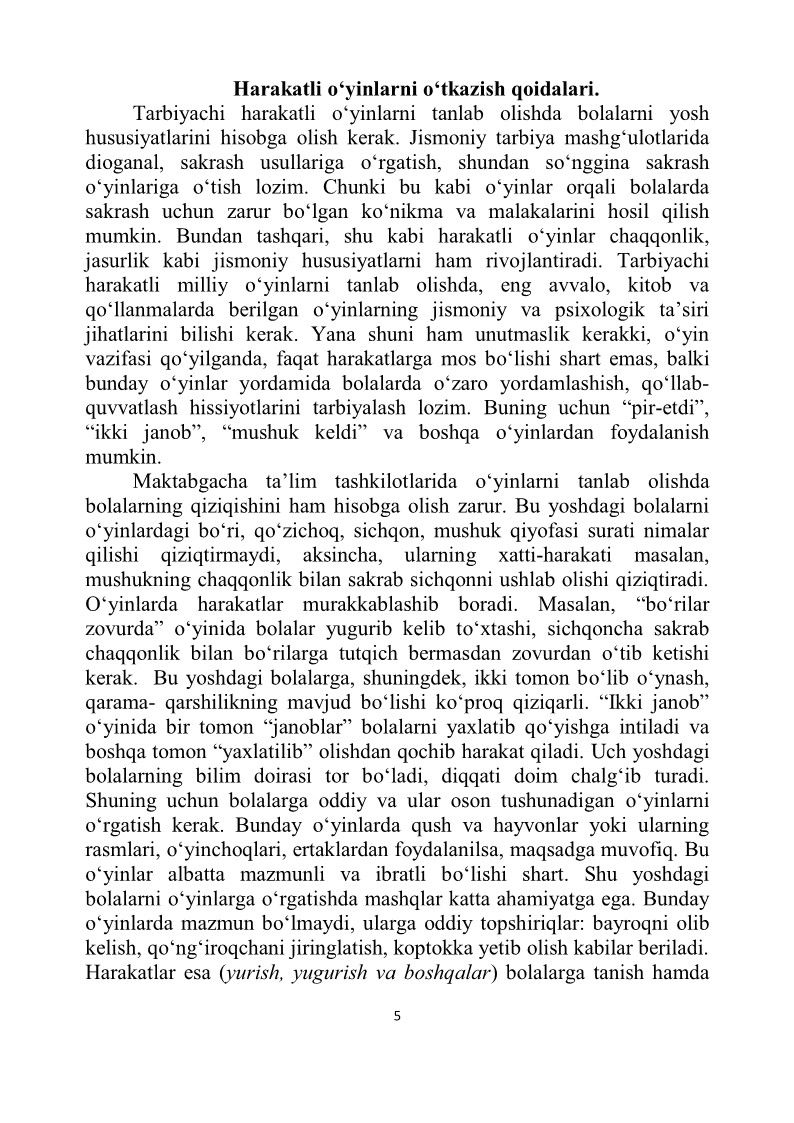 Harakatli o‘yinlarni o‘tkazish qoidalari.
Tarbiyachi harakatli o‘yinlarni tanlab olishda bolalarni yosh
hususiyatlarini hisobga olish kerak. Jismoniy tarbiya mashg‘ulotlarida
dioganal, sakrash usullariga o‘rgatish, shundan so‘nggina sakrash
o‘yinlariga o‘tish lozim. Chunki bu kabi o‘yinlar orqali bolalarda
sakrash uchun zarur bo‘lgan ko‘nikma va malakalarini hosil qilish
mumkin. Bundan tashqari, shu kabi harakatli o‘yinlar chaqqonlik,
jasurlik kabi jismoniy hususiyatlarni ham rivojlantiradi. Tarbiyachi
harakatli milliy o‘yinlarni tanlab olishda, eng avvalo, kitob va
qo‘llanmalarda berilgan o‘yinlarning jismoniy va psixologik ta’siri
jihatlarini bilishi kerak. Yana shuni ham unutmaslik kerakki, o‘yin
vazifasi qo‘yilganda, faqat harakatlarga mos bo‘lishi shart emas, balki
bunday o‘yinlar yordamida bolalarda o‘zaro yordamlashish, qo‘llab-
quvvatlash hissiyotlarini tarbiyalash lozim. Buning uchun “pir-etdi”,
“ikki janob”, “mushuk keldi” va boshqa o‘yinlardan foydalanish
mumkin.
Maktabgacha ta’lim tashkilotlarida o‘yinlarni tanlab olishda
bolalarning qiziqishini ham hisobga olish zarur. Bu yoshdagi bolalarni
o‘yinlardagi bo‘ri, qo‘zichoq, sichqon, mushuk qiyofasi surati nimalar
qilishi qiziqtirmaydi, aksincha, ularning xatti-harakati masalan,
mushukning chaqqonlik bilan sakrab sichqonni ushlab olishi qiziqtiradi.
O‘yinlarda harakatlar murakkablashib boradi. Masalan, “bo‘rilar
zovurda” o‘yinida bolalar yugurib kelib to‘xtashi, sichqoncha sakrab
chaqqonlik bilan bo‘rilarga tutqich bermasdan zovurdan o‘tib ketishi
kerak.  Bu yoshdagi bolalarga, shuningdek, ikki tomon bo‘lib o‘ynash,
qarama- qarshilikning mavjud bo‘lishi ko‘proq qiziqarli. “Ikki janob”
o‘yinida bir tomon “janoblar” bolalarni yaxlatib qo‘yishga intiladi va
boshqa tomon “yaxlatilib” olishdan qochib harakat qiladi. Uch yoshdagi
bolalarning bilim doirasi tor bo‘ladi, diqqati doim chalg‘ib turadi.
Shuning uchun bolalarga oddiy va ular oson tushunadigan o‘yinlarni
o‘rgatish kerak. Bunday o‘yinlarda qush va hayvonlar yoki ularning
rasmlari, o‘yinchoqlari, ertaklardan foydalanilsa, maqsadga muvofiq. Bu
o‘yinlar albatta mazmunli va ibratli bo‘lishi shart. Shu yoshdagi
bolalarni o‘yinlarga o‘rgatishda mashqlar katta ahamiyatga ega. Bunday
o‘yinlarda mazmun bo‘lmaydi, ularga oddiy topshiriqlar: bayroqni olib
kelish, qo‘ng‘iroqchani jiringlatish, koptokka yetib olish kabilar beriladi.
Harakatlar esa (yurish, yugurish va boshqalar) bolalarga tanish hamda
5